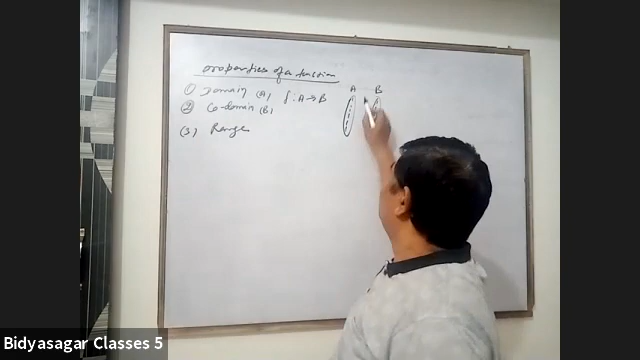 properties of a function
① Domain (A) f : A → B
② Co-domain (B)
(3) Range
A B
Bidyasagar Classes 5